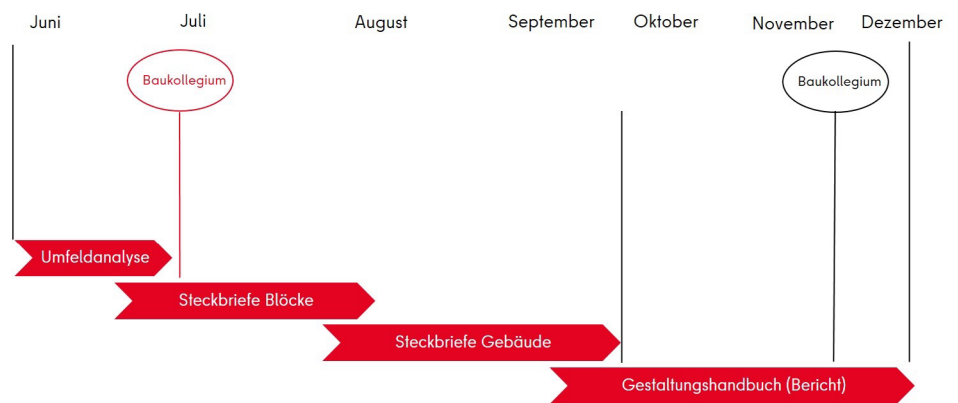 Juni
Juli
August
September
Oktober
November
Dezember
Baukollegium
Baukollegium
Umfeldanalyse
Steckbriefe Blöcke
Steckbriefe Gebäude
Gestaltungshandbuch (Bericht)